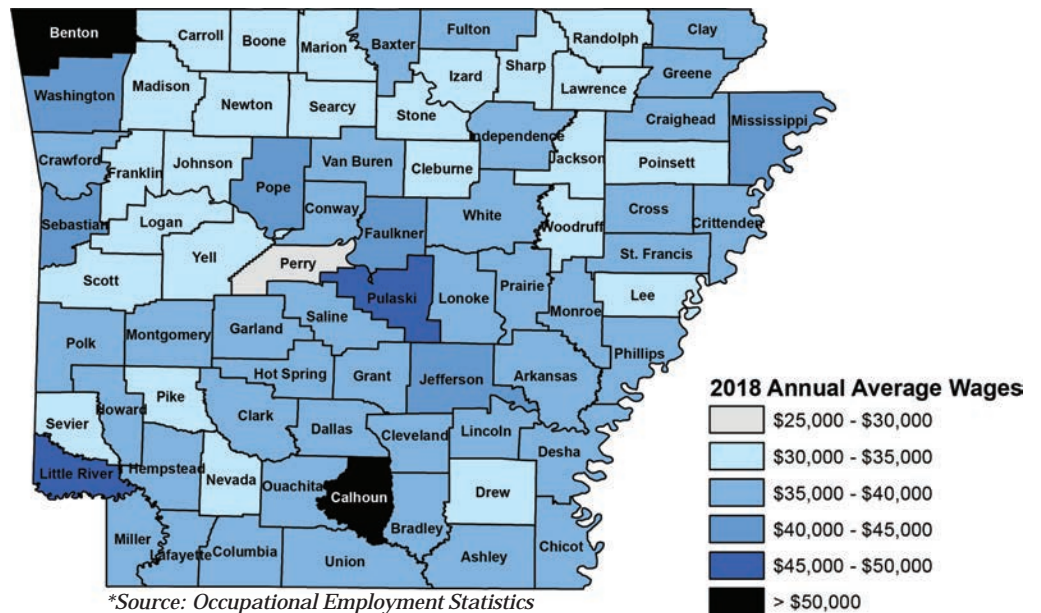 Benton
Carroll
Boone
Marion
Baxter
Fulton
Randolph
Clay
Washington
Madison
Newton
Searcy
Stone
Izard
Sharp
Lawrence
Greene
Craighead
Mississippi
Crawford
Franklin
Johnson
Pope
Van Buren
Cleburne
Independence
Jackson
Poinsett
Sebastian
Logan
Conway
Faulkner
White
Woodruff
Cross
Crittenden
Scott
Yell
Perry
Pulaski
Lonoke
Prairie
Monroe
St. Francis
Lee
Phillips
Polk
Montgomery
Garland
Saline
Hot Spring
Grant
Jefferson
Arkansas
Sevier
Howard
Pike
Clark
Dallas
Cleveland
Lincoln
Desha
Little River
Hempstead
Nevada
Ouachita
Calhoun
Bradley
Drew
Chicot
Miller
Lafayette
Columbia
Union
Ashley
2018 Annual Average Wages
$25,000 - $30,000
$30,000 - $35,000
$35,000 - $40,000
$40,000 - $45,000
$45,000 - $50,000
> $50,000
*Source: Occupational Employment Statistics